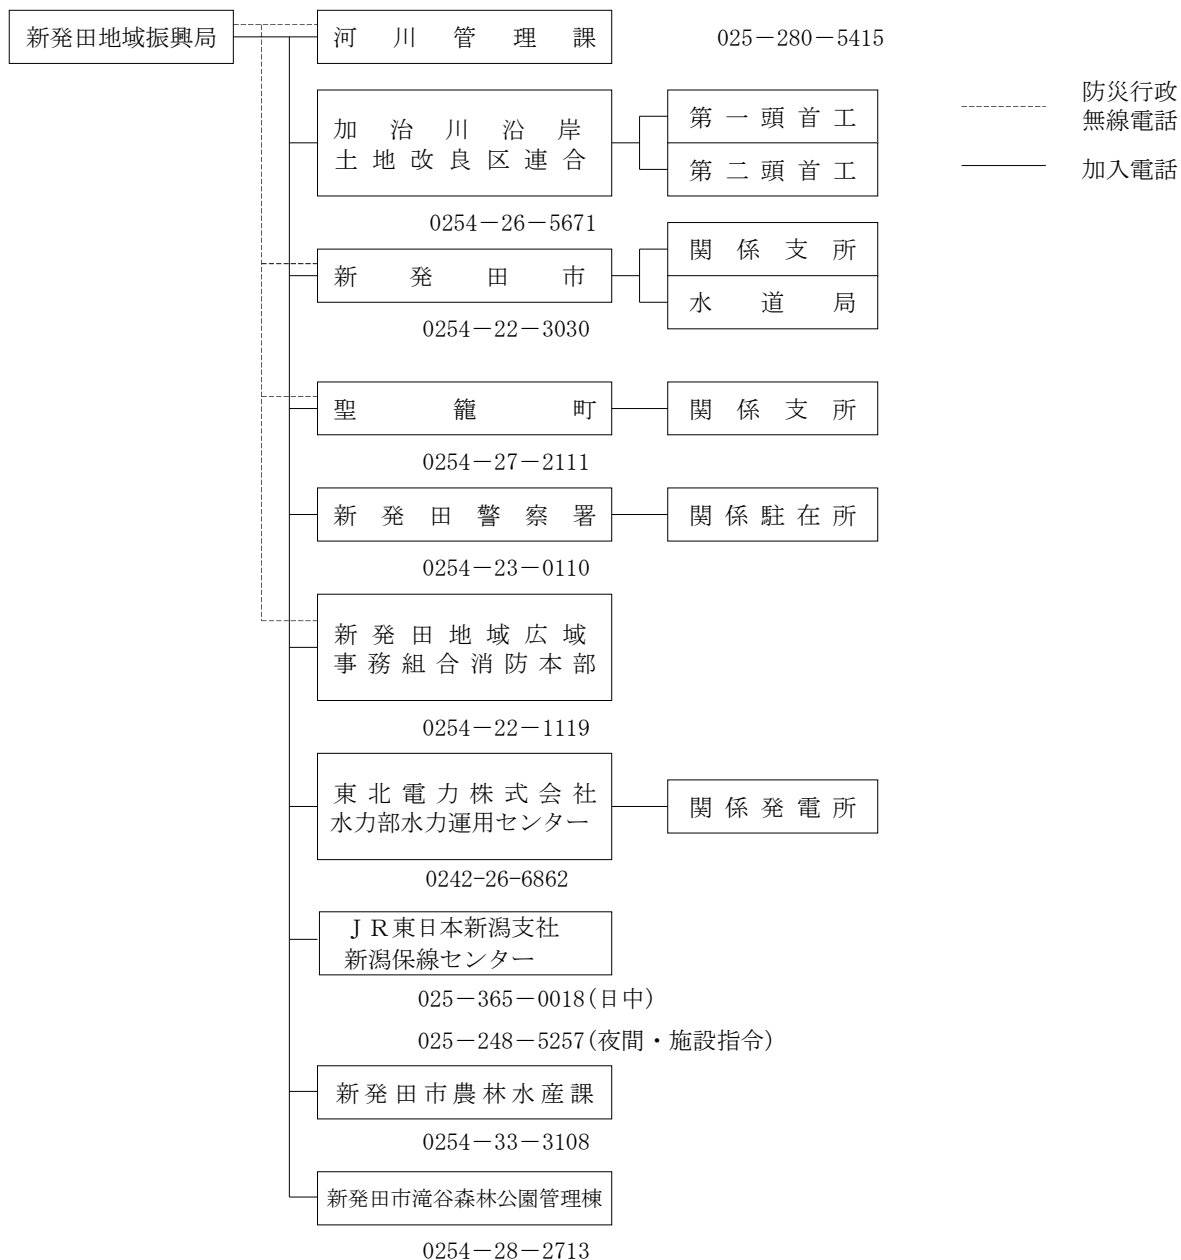 新発田地域振興局
河川管理課
025－280－5415
防災行政
無線電話
加入電話
加治川沿岸
土地改良区連合
第一頭首工
第二頭首工
0254－26－5671
新発田市
関係支所
水道局
0254－22－3030
聖籠町
関係支所
0254－27－2111
新発田警察署
関係駐在所
0254－23－0110
新発田地域広域
事務組合消防本部
0254－22－1119
東北電力株式会社
水力部水力運用センター
関係発電所
0242-26-6862
ＪＲ東日本新潟支社
新潟保線センター
025－365－0018(日中)
025－248－5257(夜間・施設指令)
新発田市農林水産課
0254－33－3108
新発田市滝谷森林公園管理棟
0254－28－2713